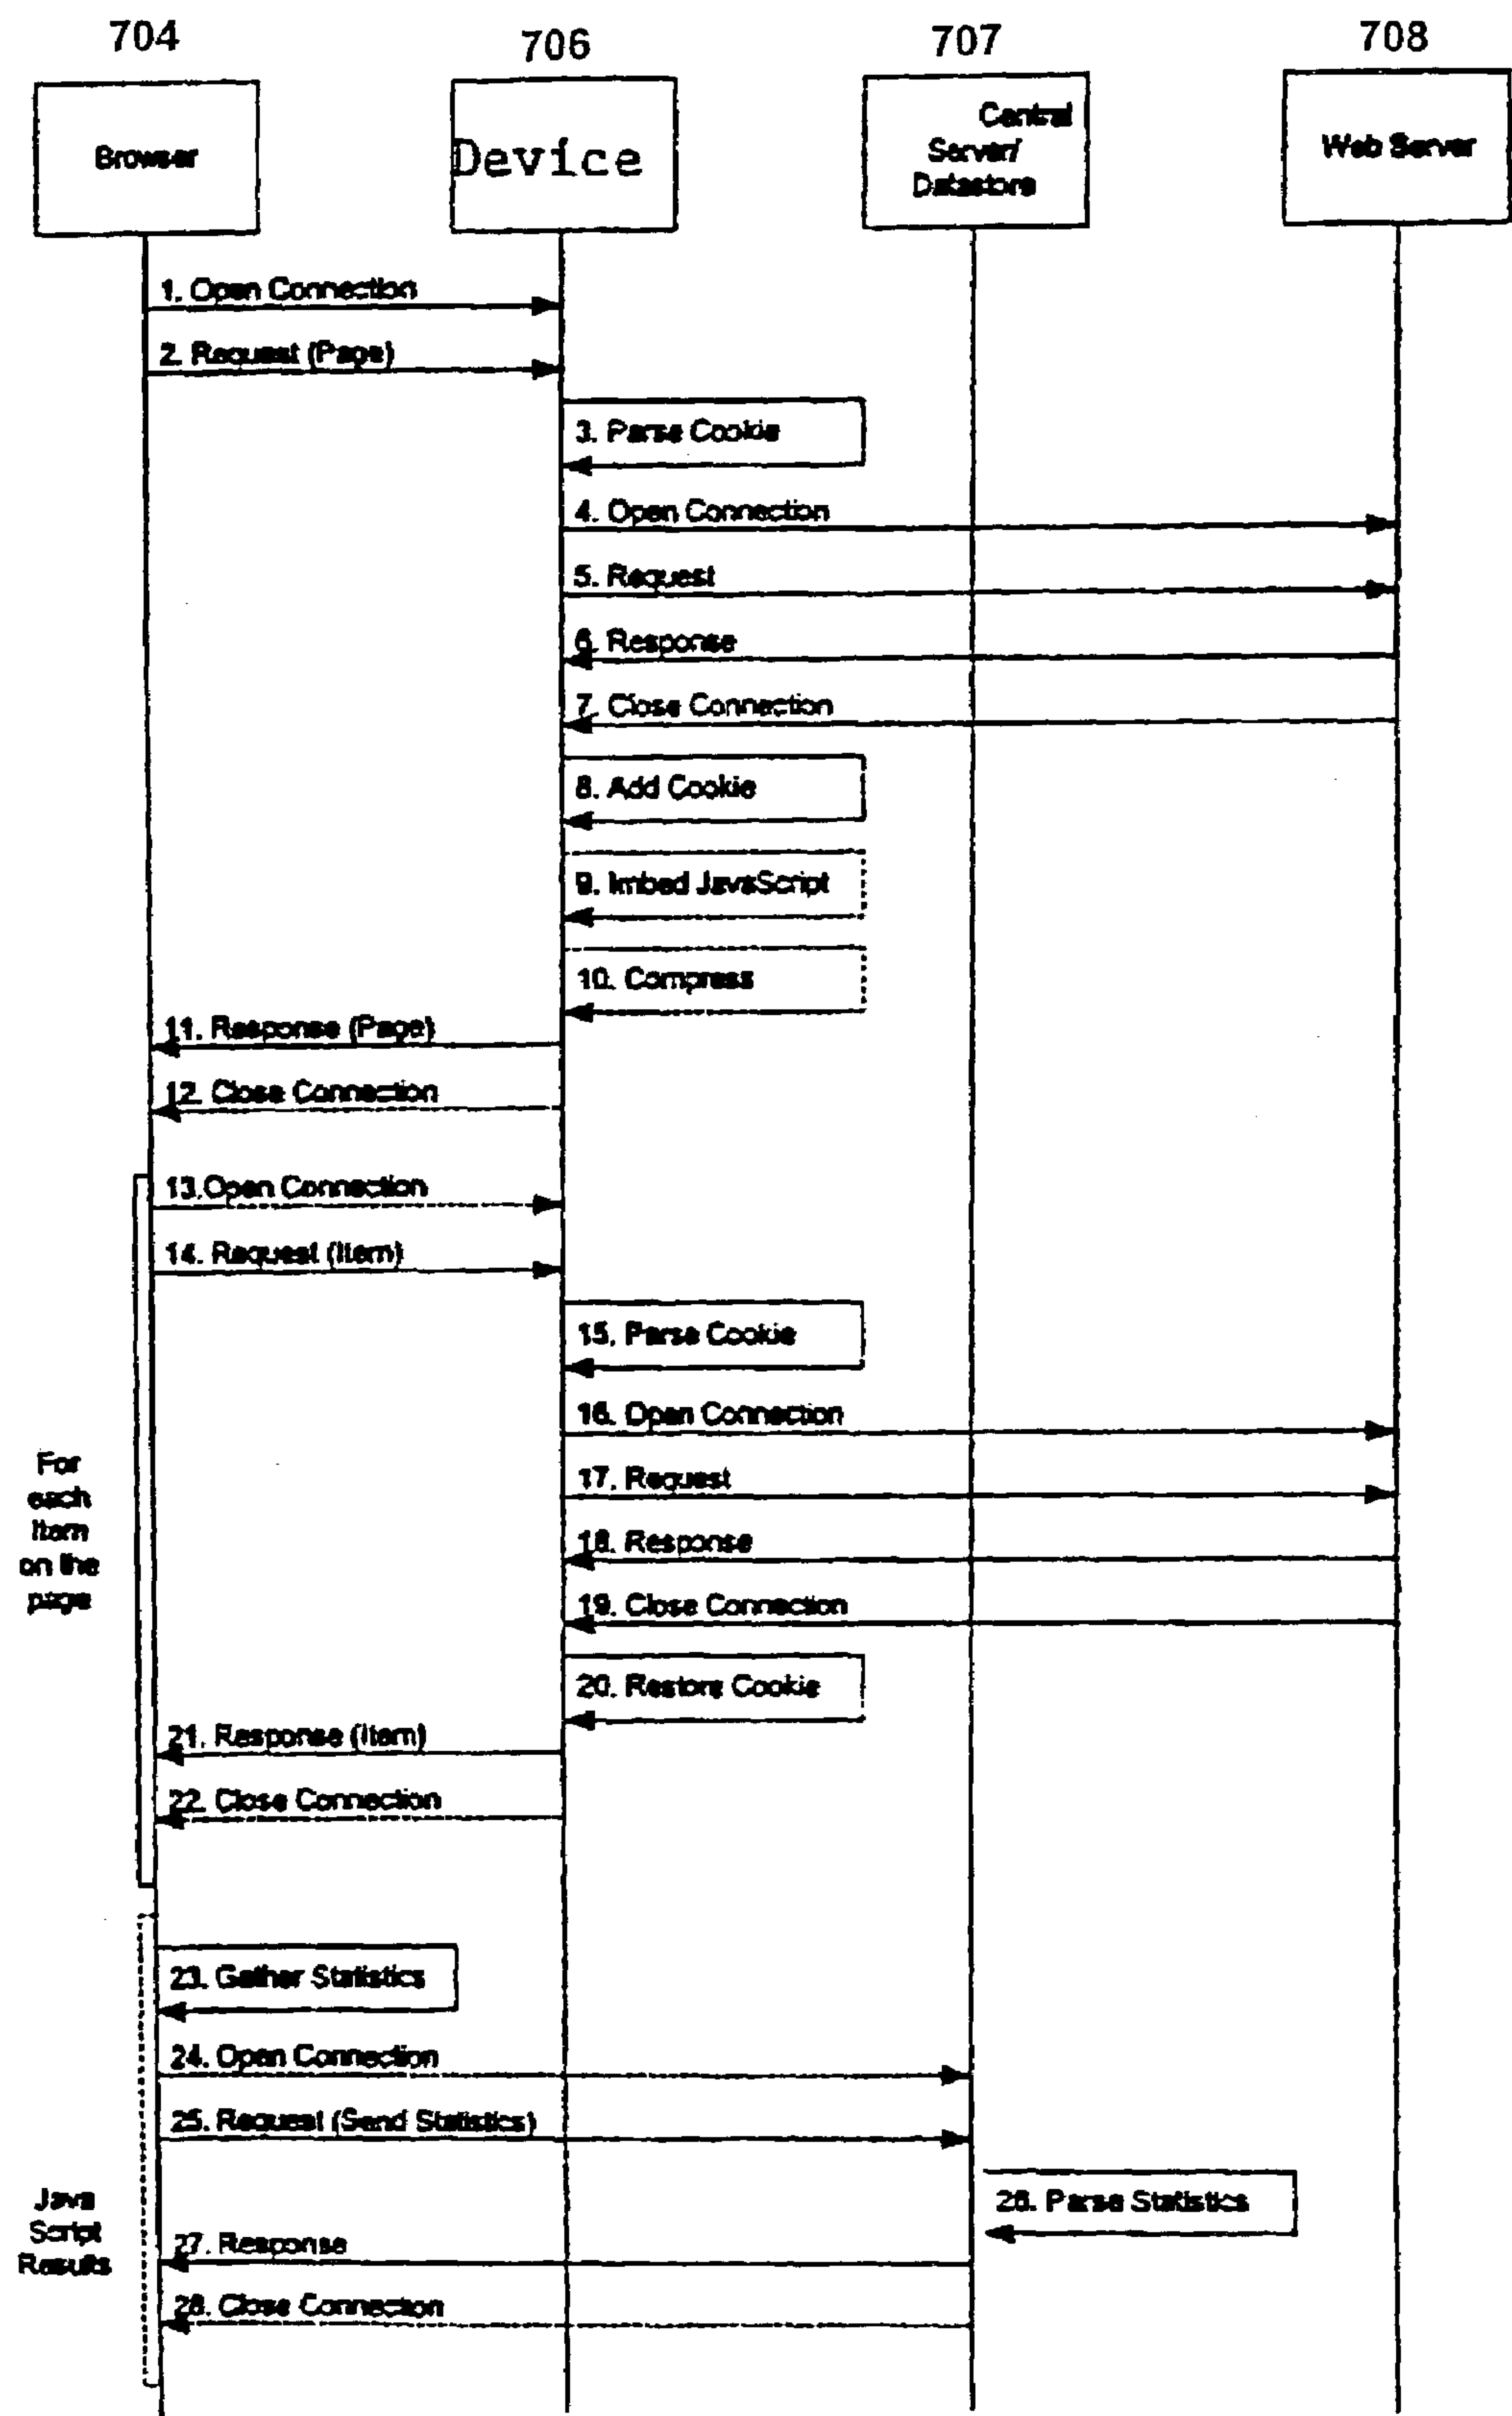 704
706
707
708
Browser
Device
Central
Server/
Datastore
Web Server
1. Open Connection
2. Request (Page)
3. Parse Cookie
4. Open Connection
5. Request
6. Response
7. Close Connection
8. Add Cookie
9. Imbed JavaScript
10. Compress
11. Response (Page)
12. Close Connection
13.Open Connection
14. Request (Item)
15. Parse Cookie
16. Open Connection
17. Request
18. Response
19. Close Connection
For
each
Item
on the
page
20. Restore Cookie
21. Response (Item)
22. Close Connection
23. Gather Statistics
24. Open Connection
25. Request (Send Statistics)
26. Parse Statistics
Java
Script
Results
27. Response
28. Close Connection